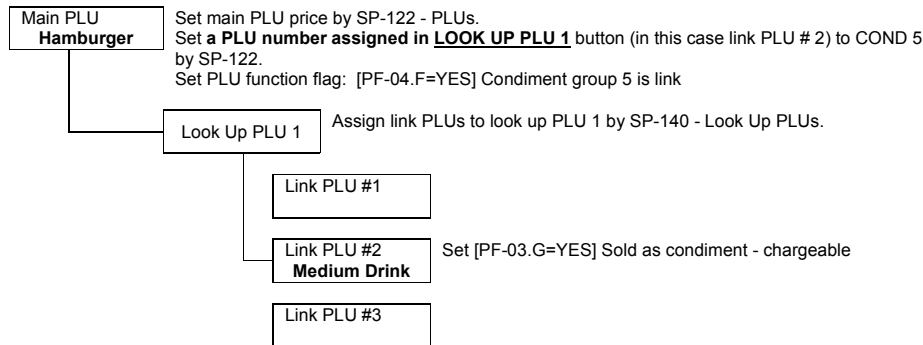 Main PLU
Hamburger
Set main PLU price by SP-122 - PLUs.
Set a PLU number assigned in LOOK UP PLU 1 button (in this case link PLU # 2) to COND 5
by SP-122.
Set PLU function flag: [PF-04.F=YES] Condiment group 5 is link
Look Up PLU 1
Assign link PLUs to look up PLU 1 by SP-140 - Look Up PLUs.
Link PLU #1
Link PLU #2
Medium Drink
Set [PF-03.G=YES] Sold as condiment - chargeable
Link PLU #3